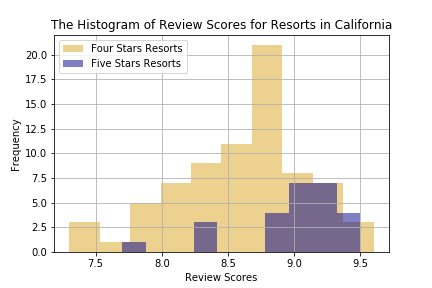 The Histogram of Review Scores for Resorts in California
Four Stars Resorts
Five Stars Resorts
20.0
17.5
15.0
12.5
10.0
7.5
5.0
2.5
0.0
Frequency
7.5 8.0 8.5 9.0 9.5
Review Scores